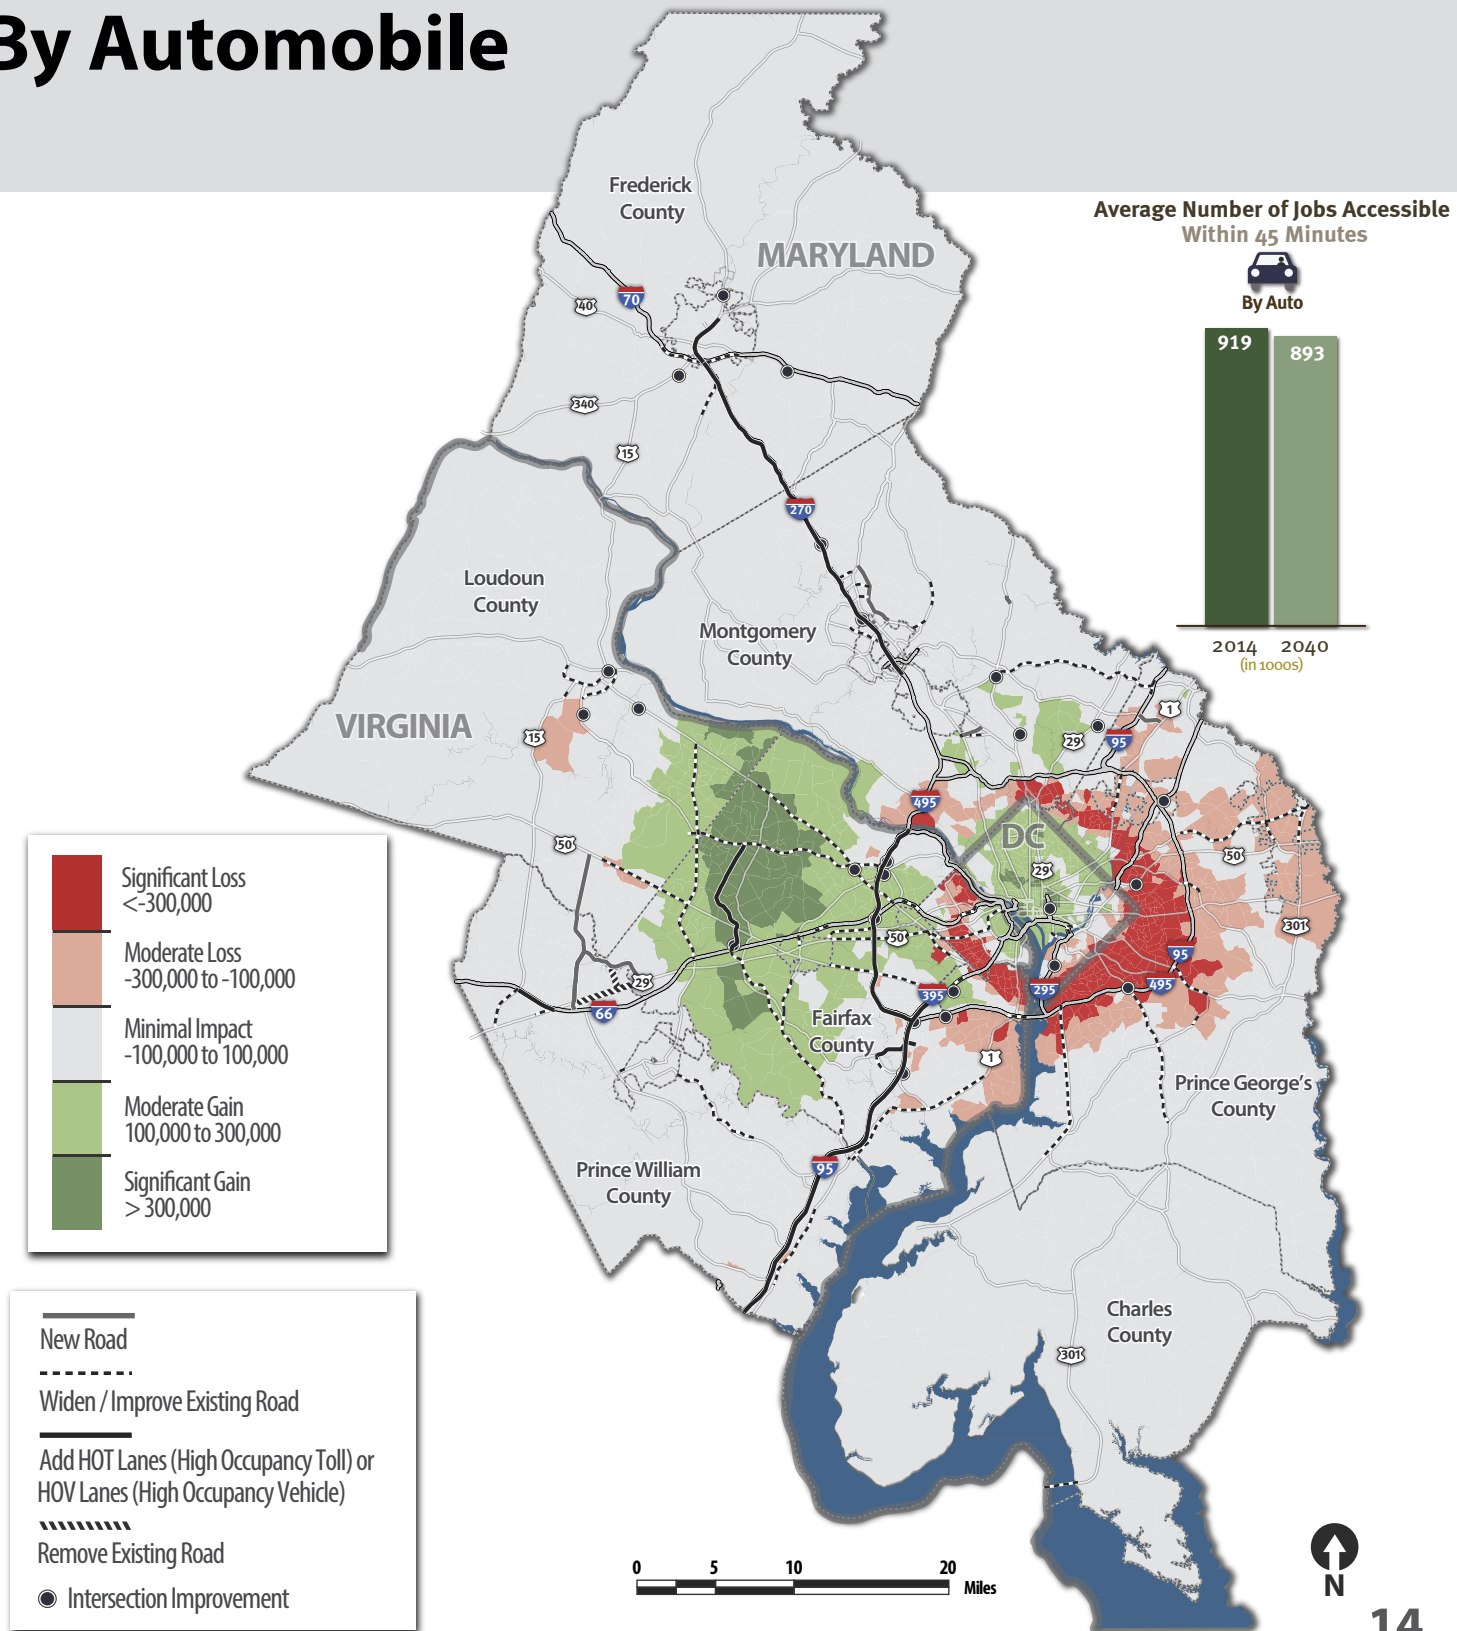 By Automobile
Frederick
County
MARYLAND
Average Number of Jobs Accessible
Within 45 Minutes
By Auto
919
893
2014
2040
(in 1000s)
70
40
340
15
270
Loudoun
County
Montgomery
County
VIRGINIA
15
1
29
95
495
DC
50
29
50
301
50
95
29
66
395
295
495
Fairfax
County
1
Prince George's
County
Prince William
County
95
Charles
County
301
Significant Loss
<-300,000
Moderate Loss
-300,000 to -100,000
Minimal Impact
-100,000 to 100,000
Moderate Gain
100,000 to 300,000
Significant Gain
> 300,000
New Road
Widen / Improve Existing Road
Add HOT Lanes (High Occupancy Toll) or
HOV Lanes (High Occupancy Vehicle)
Remove Existing Road
Intersection Improvement
0 5 10 20
Miles
N
14